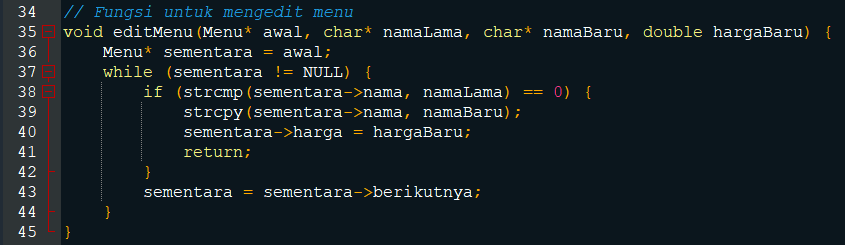 34 // Fungsi untuk mengedit menu
35 void editMenu(Menu* awal, char* namaLama, char* namaBaru, double hargaBaru) {
36     Menu* sementara = awal;
37     while (sementara != NULL) {
38         if (strcmp(sementara->nama, namaLama) == 0) {
39             strcpy(sementara->nama, namaBaru);
40             sementara->harga = hargaBaru;
41             return;
42         }
43         sementara = sementara->berikutnya;
44     }
45 }